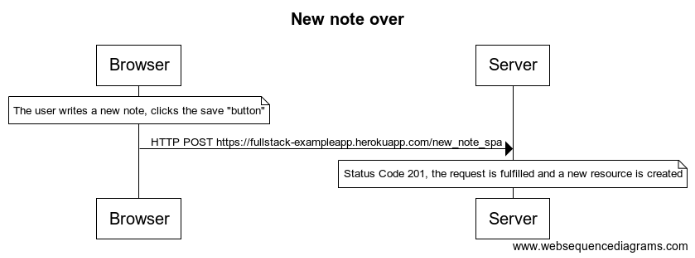 New note over
Browser
Server
The user writes a new note, clicks the save "button"
HTTP POST https://fullstack-exampleapp.herokuapp.com/new_note_spa
Status Code 201, the request is fulfilled and a new resource is created
Browser
Server
www.websequencediagrams.com